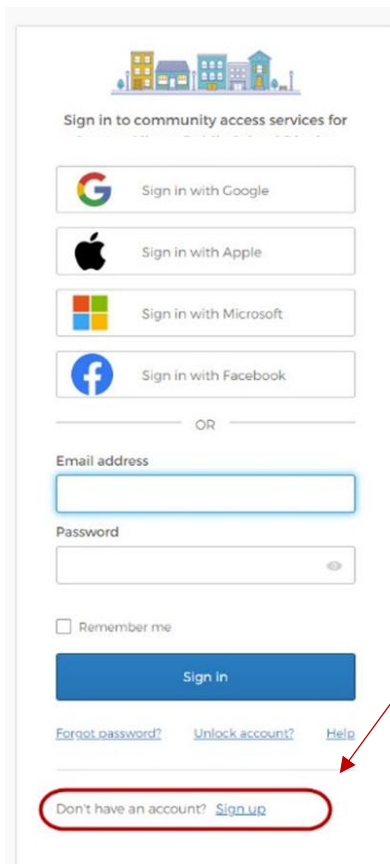 Sign in to community access services for
Sign in with Google
Sign in with Apple
Sign in with Microsoft
Sign in with Facebook
OR
Email address
Password
Remember me
Sign In
Forgot password? Unlock account? Help
Don't have an account? Sign up